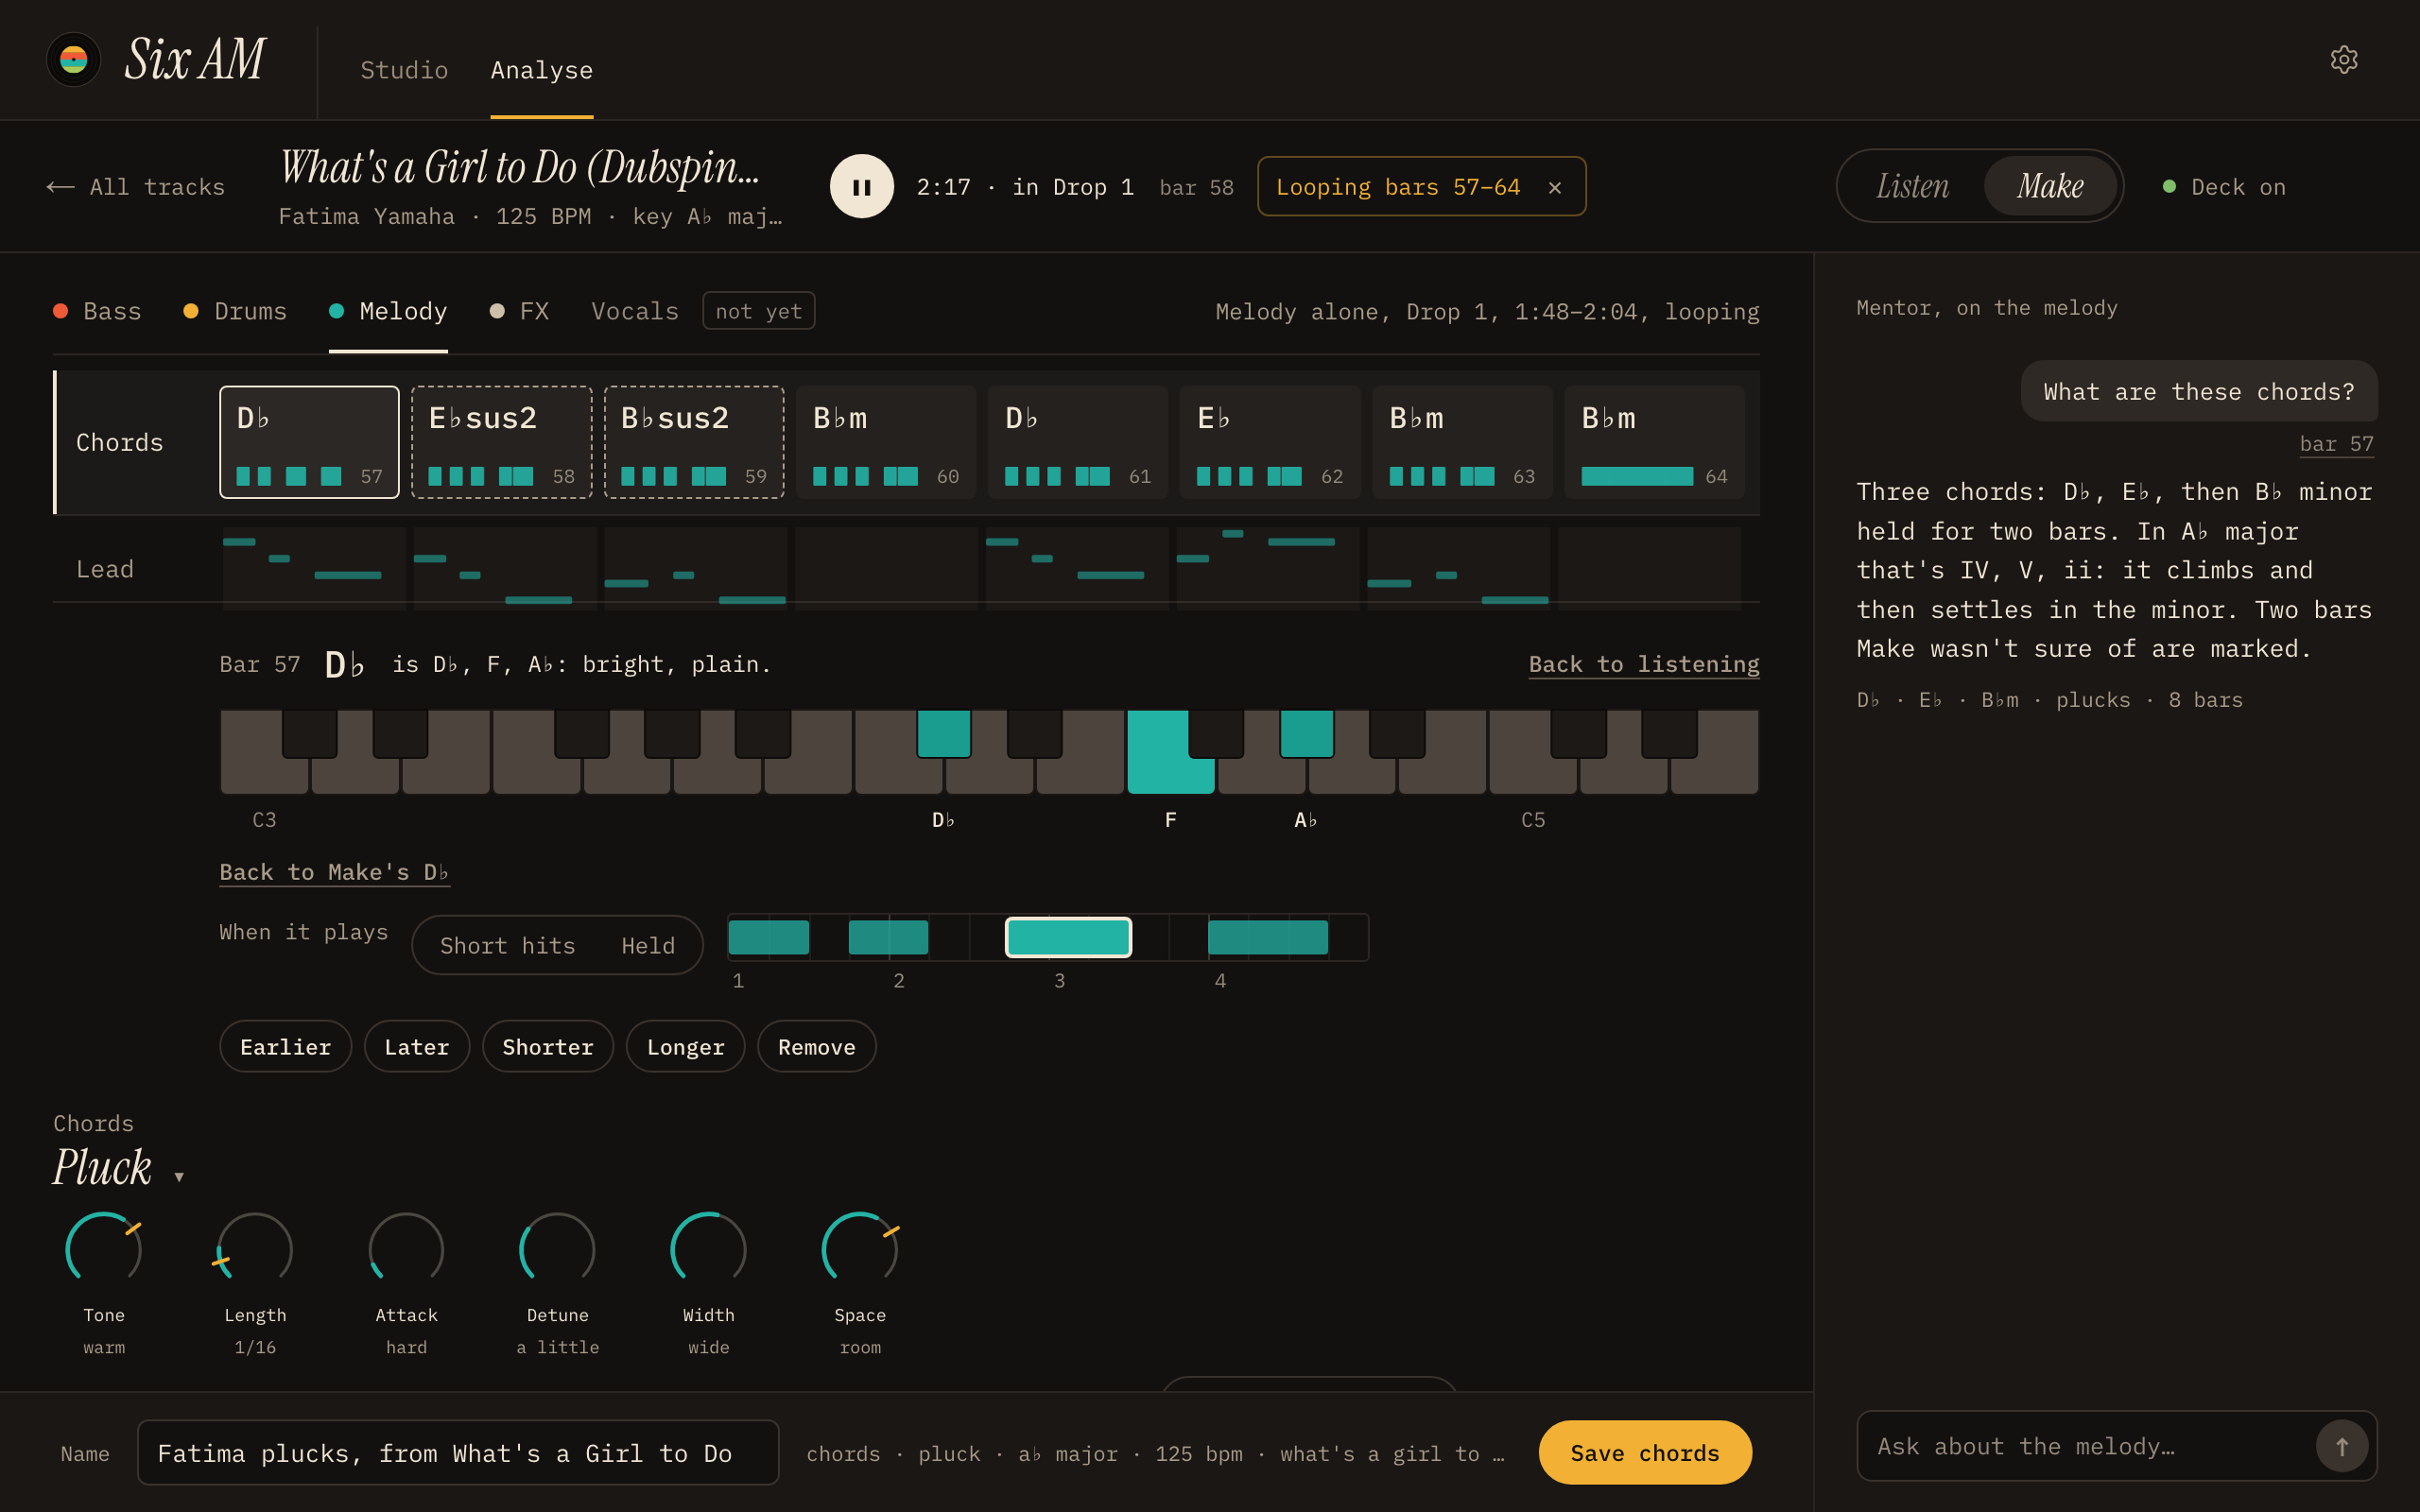 Six AM
Studio
Analyse
← All tracks
What's a Girl to Do (Dubspin…
Fatima Yamaha · 125 BPM · key A♭ maj…
2:17 · in Drop 1
bar 58
Looping bars 57–64 ×
Listen
Make
Deck on
Bass
Drums
Melody
FX
Vocals
not yet
Melody alone, Drop 1, 1:48–2:04, looping
Chords
D♭
57
E♭sus2
58
B♭sus2
59
B♭m
60
D♭
61
E♭
62
B♭m
63
B♭m
64
Lead
Bar 57 D♭ is D♭, F, A♭: bright, plain.
Back to listening
C3
D♭
F
A♭
C5
Back to Make's D♭
When it plays
Short hits
Held
1
2
3
4
Earlier
Later
Shorter
Longer
Remove
Chords
Pluck ▾
Tone
warm
Length
1/16
Attack
hard
Detune
a little
Width
wide
Space
room
Name
Fatima plucks, from What's a Girl to Do
chords · pluck · a♭ major · 125 bpm · what's a girl to …
Save chords
Mentor, on the melody
What are these chords?
bar 57
Three chords: D♭, E♭, then B♭ minor
held for two bars. In A♭ major
that's IV, V, ii: it climbs and
then settles in the minor. Two bars
Make wasn't sure of are marked.
D♭ · E♭ · B♭m · plucks · 8 bars
Ask about the melody…
↑